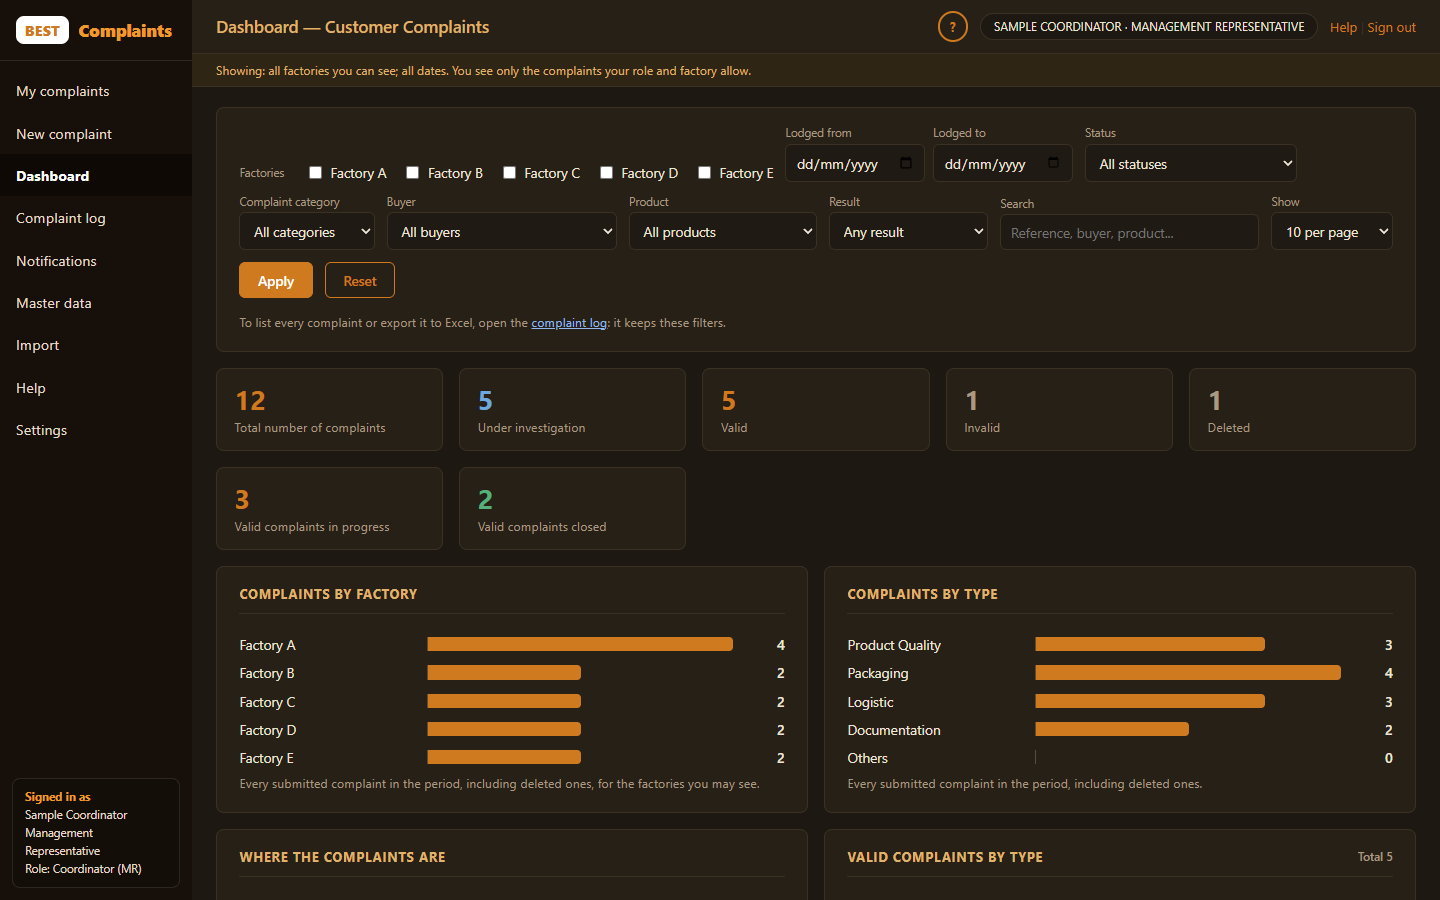 BEST Complaints
My complaints
New complaint
Dashboard
Complaint log
Notifications
Master data
Import
Help
Settings
Signed in as
Sample Coordinator
Management
Representative
Role: Coordinator (MR)
Dashboard — Customer Complaints
?
SAMPLE COORDINATOR · MANAGEMENT REPRESENTATIVE
Help
Sign out
Showing: all factories you can see; all dates. You see only the complaints your role and factory allow.
Factories
Factory A
Factory B
Factory C
Factory D
Factory E
Lodged from
dd/mm/yyyy
Lodged to
dd/mm/yyyy
Status
All statuses
Complaint category
All categories
Buyer
All buyers
Product
All products
Result
Any result
Search
Reference, buyer, product...
Show
10 per page
Apply
Reset
To list every complaint or export it to Excel, open the complaint log: it keeps these filters.
12
Total number of complaints
5
Under investigation
5
Valid
1
Invalid
1
Deleted
3
Valid complaints in progress
2
Valid complaints closed
COMPLAINTS BY FACTORY
Factory A 4
Factory B 2
Factory C 2
Factory D 2
Factory E 2
Every submitted complaint in the period, including deleted ones, for the factories you may see.
COMPLAINTS BY TYPE
Product Quality 3
Packaging 4
Logistic 3
Documentation 2
Others 0
Every submitted complaint in the period, including deleted ones.
WHERE THE COMPLAINTS ARE
VALID COMPLAINTS BY TYPE
Total 5